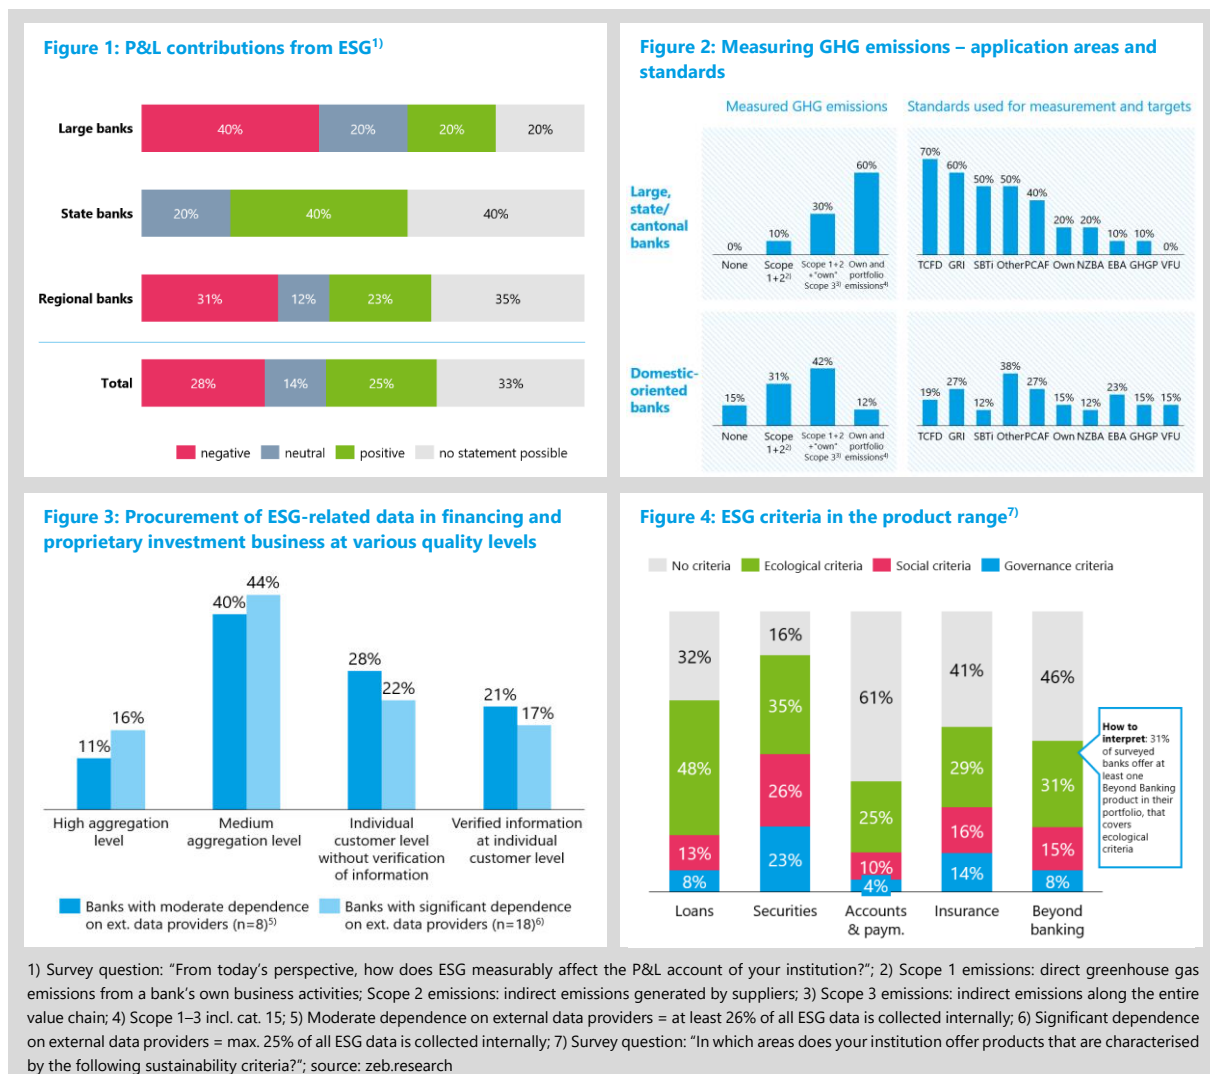 Figure 1: P&L contributions from ESG1)
Large banks
40%
20%
20%
20%
State banks
20%
40%
40%
Regional banks
31%
12%
23%
35%
Total
28%
14%
25%
33%
negative
neutral
positive
no statement possible
Figure 2: Measuring GHG emissions – application areas and
standards
Measured GHG emissions
Standards used for measurement and targets
Large,
state/
cantonal
banks
0%
10%
30%
60%
None
Scope
1+22)
Scope 1+2
+"own"
Scope 33)
Own and
portfolio
emissions4)
70%
60%
50%
50%
40%
20%
20%
10%
10%
0%
TCFD
GRI
SBTi
Other
PCAF
Own
NZBA
EBA
GHGP
VFU
Domestic-
oriented
banks
15%
31%
42%
12%
None
Scope
1+22)
Scope 1+2
+"own"
Scope 33)
Own and
portfolio
emissions4)
19%
27%
12%
38%
27%
15%
12%
23%
15%
15%
TCFD
GRI
SBTi
Other
PCAF
Own
NZBA
EBA
GHGP
VFU
Figure 3: Procurement of ESG-related data in financing and
proprietary investment business at various quality levels
11%
16%
40%
44%
28%
22%
21%
17%
High aggregation
level
Medium
aggregation level
Individual
customer level
without verification
of information
Verified information
at individual
customer level
Banks with moderate dependence
on ext. data providers (n=8)5)
Banks with significant dependence
on ext. data providers (n=18)6)
Figure 4: ESG criteria in the product range7)
No criteria
Ecological criteria
Social criteria
Governance criteria
32%
48%
13%
8%
16%
35%
26%
23%
61%
25%
10%
4%
41%
29%
16%
14%
46%
31%
15%
8%
Loans
Securities
Accounts
& paym.
Insurance
Beyond
banking
How to
interpret: 31%
of surveyed
banks offer at
least one
Beyond Banking
product in their
portfolio, that
covers
ecological
criteria
1) Survey question: “From today’s perspective, how does ESG measurably affect the P&L account of your institution?”; 2) Scope 1 emissions: direct greenhouse gas
emissions from a bank’s own business activities; Scope 2 emissions: indirect emissions generated by suppliers; 3) Scope 3 emissions: indirect emissions along the entire
value chain; 4) Scope 1–3 incl. cat. 15; 5) Moderate dependence on external data providers = at least 26% of all ESG data is collected internally; 6) Significant dependence
on external data providers = max. 25% of all ESG data is collected internally; 7) Survey question: “In which areas does your institution offer products that are characterised
by the following sustainability criteria?”; source: zeb.research